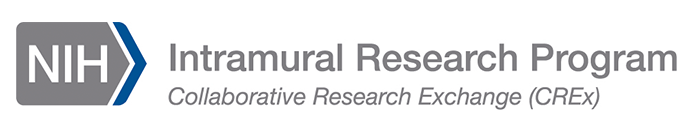 NIH
Intramural Research Program
Collaborative Research Exchange (CREx)